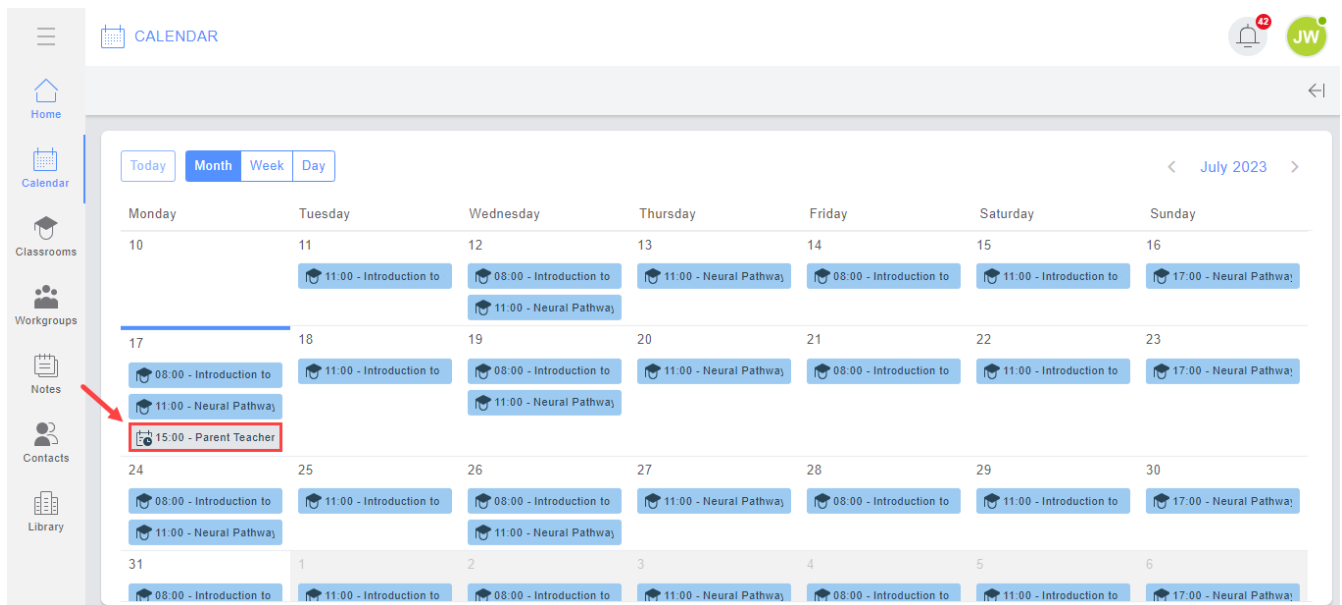 CALENDAR
42
JW
Home
Calendar
Classrooms
Workgroups
Notes
Contacts
Library
Today Month Week Day
July 2023
Monday Tuesday Wednesday Thursday Friday Saturday Sunday
10 11 12 13 14 15 16
11:00 - Introduction to 08:00 - Introduction to 11:00 - Neural Pathway 08:00 - Introduction to 11:00 - Introduction to 17:00 - Neural Pathway
11:00 - Neural Pathway
17 18 19 20 21 22 23
08:00 - Introduction to 11:00 - Introduction to 08:00 - Introduction to 11:00 - Neural Pathway 08:00 - Introduction to 11:00 - Introduction to 17:00 - Neural Pathway
11:00 - Neural Pathway 11:00 - Neural Pathway
15:00 - Parent Teacher
24 25 26 27 28 29 30
08:00 - Introduction to 11:00 - Introduction to 08:00 - Introduction to 11:00 - Neural Pathway 08:00 - Introduction to 11:00 - Introduction to 17:00 - Neural Pathway
11:00 - Neural Pathway 11:00 - Neural Pathway
31 1 2 3 4 5 6
08:00 - Introduction to 11:00 - Introduction to 08:00 - Introduction to 11:00 - Neural Pathway 08:00 - Introduction to 11:00 - Introduction to 17:00 - Neural Pathway